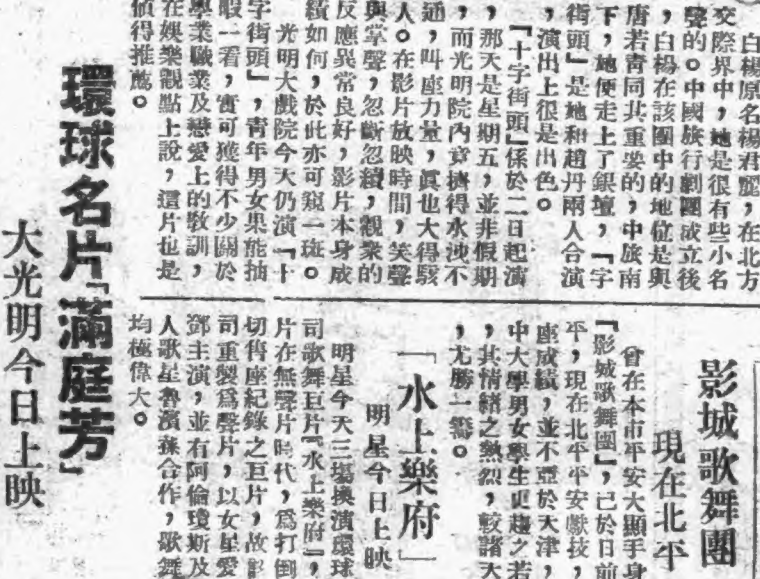 白楊原名楊君麗，在北方
交際界中，她是很有些小名
聲的。中國旅行劇團成立後
，白楊在該團中的地位是與
唐若青同其重要的，中旅南
下，她便走上了銀壇，「字
街頭」是她和趙丹兩人合演
，演出上很是出色。
『十字街頭』係於二日起演
，那天是星期五，並非假期
，而光明院內竟擠得水洩不
通，叫座力量，眞也大得駭
人。在影片放映時間，笑聲
與掌聲，忽斷忽續，觀衆的
反應異常良好，影片本身成
績如何，於此亦可窺一斑。
光明大戲院今天仍演『十
字街頭』，青年男女果能抽
暇一看，實可獲得不少關於
學業職業及戀愛上的敎訓，
在娛樂觀點上說，這片也是
値得推薦。
環球名片「滿庭芳」
大光明今日上映
影城歌舞團
現在北平
曾在本市平安大顯手身
『影城歌舞團』，已於日前
平，現在北平平安獻技，
座成績，並不亞於天津，
中大學男女學生更趨之若
，其情緒之熱烈，較諸天
，尤勝一籌。
「水上樂府」
明星今日上映
明星今天三塲換演環球
司歌舞巨片『水上樂府』，
片在無聲片時代，爲打倒
切售座紀錄之巨片，故
司重製爲聲片，以女星愛
鄧主演，並有阿倫瓊斯及
人歌星魯濱蓀合作，歌舞
均極偉大。